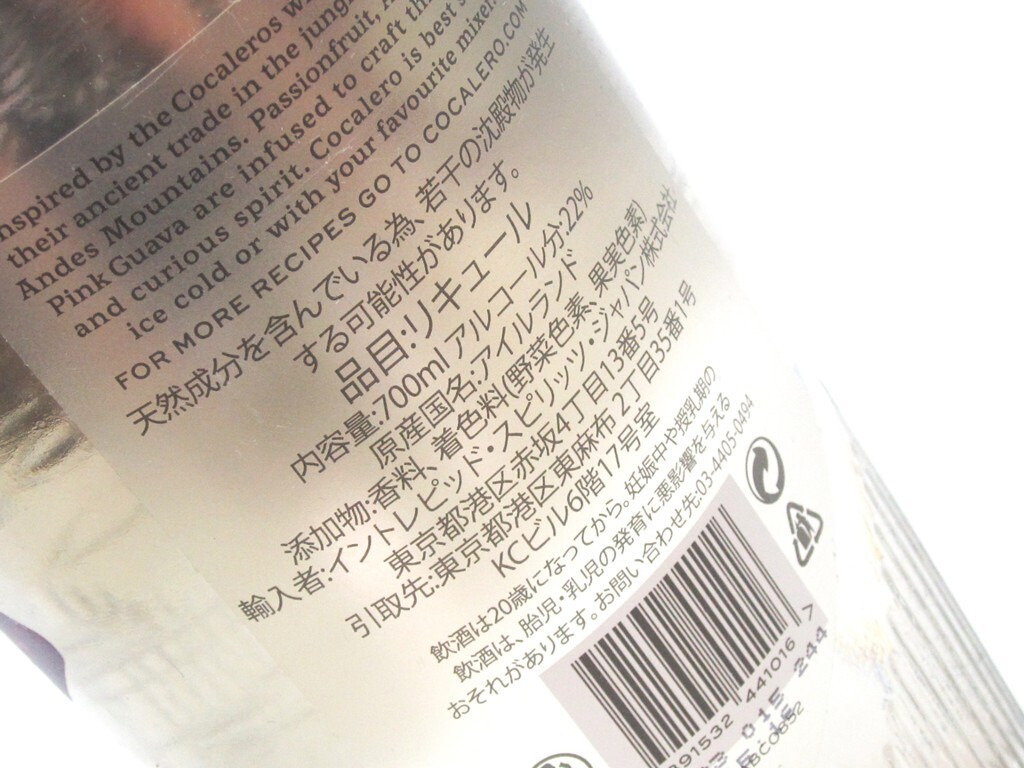 nspired by the Cocaleros w
their ancient trade in the jung
Andes Mountains. Passionfruit, A
Pink Guava are infused to craft th
and curious spirit. Cocalero is best s
ice cold or with your favourite mixer.
FOR MORE RECIPES GO TO COCALERO.COM
天然成分を含んでいる為、若干の沈殿物が発生
する可能性があります。
品目:リキュール
内容量:700ml アルコール分:22%
原産国名:アイルランド
添加物:香料、着色料(野菜色素、果実色素)
輸入者:イントレピッド・スピリッツ・ジャパン株式会社
東京都港区赤坂4丁目13番5号
引取先:東京都港区東麻布2丁目35番1号
KCビル6階17号室
飲酒は20歳になってから。妊娠中や授乳期の
飲酒は、胎児・乳児の発育に悪影響を与える
おそれがあります。お問い合わせ先:03-4405-0494
391532 441016 7
015 244